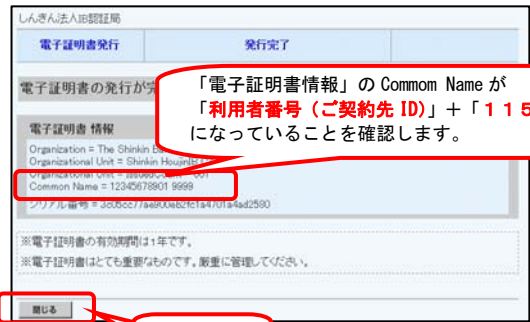 しんきん法人IB認証局
電子証明書発行
発行完了
電子証明書の発行が完
「電子証明書情報」の Commom Name が
「利用者番号（ご契約先 ID)」＋「１１５
になっていることを確認します。
電子証明書 情報
Organization = The Shinkin B
Organizational Unit = Shinkin Houjin
Organizational Unit =
Common Name = 12345678901 9999
シリアル番号 =
※電子証明書の有効期間は1年です。
※電子証明書はとても重要なものです。厳重に管理してください。
閉じる